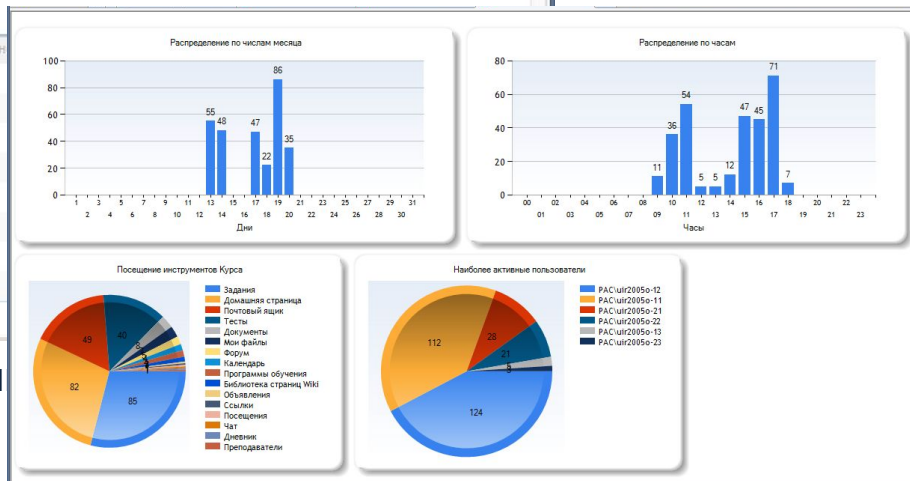 Распределение по числам месяца
100
80
60
40
20
0
55
48
47
22
86
35
1 3 5 7 9 11 13 15 17 19 21 23 25 27 29 31
2 4 6 8 10 12 14 16 18 20 22 24 26 28 30
Дни
Распределение по часам
80
60
40
20
0
11
36
54
5
5
12
47
45
71
7
00 02 04 06 08 10 12 14 16 18 20 22
01 03 05 07 09 11 13 15 17 19 21 23
Часы
Посещение инструментов Курса
49
40
82
85
Задания
Домашняя страница
Почтовый ящик
Тесты
Документы
Мои файлы
Форум
Календарь
Программы обучения
Библиотека страниц Wiki
Объявления
Ссылки
Посещения
Чат
Дневник
Преподаватели
Наиболее активные пользователи
112
28
21
124
PAC\uir2005o-12
PAC\uir2005o-11
PAC\uir2005o-21
PAC\uir2005o-22
PAC\uir2005o-13
PAC\uir2005o-23